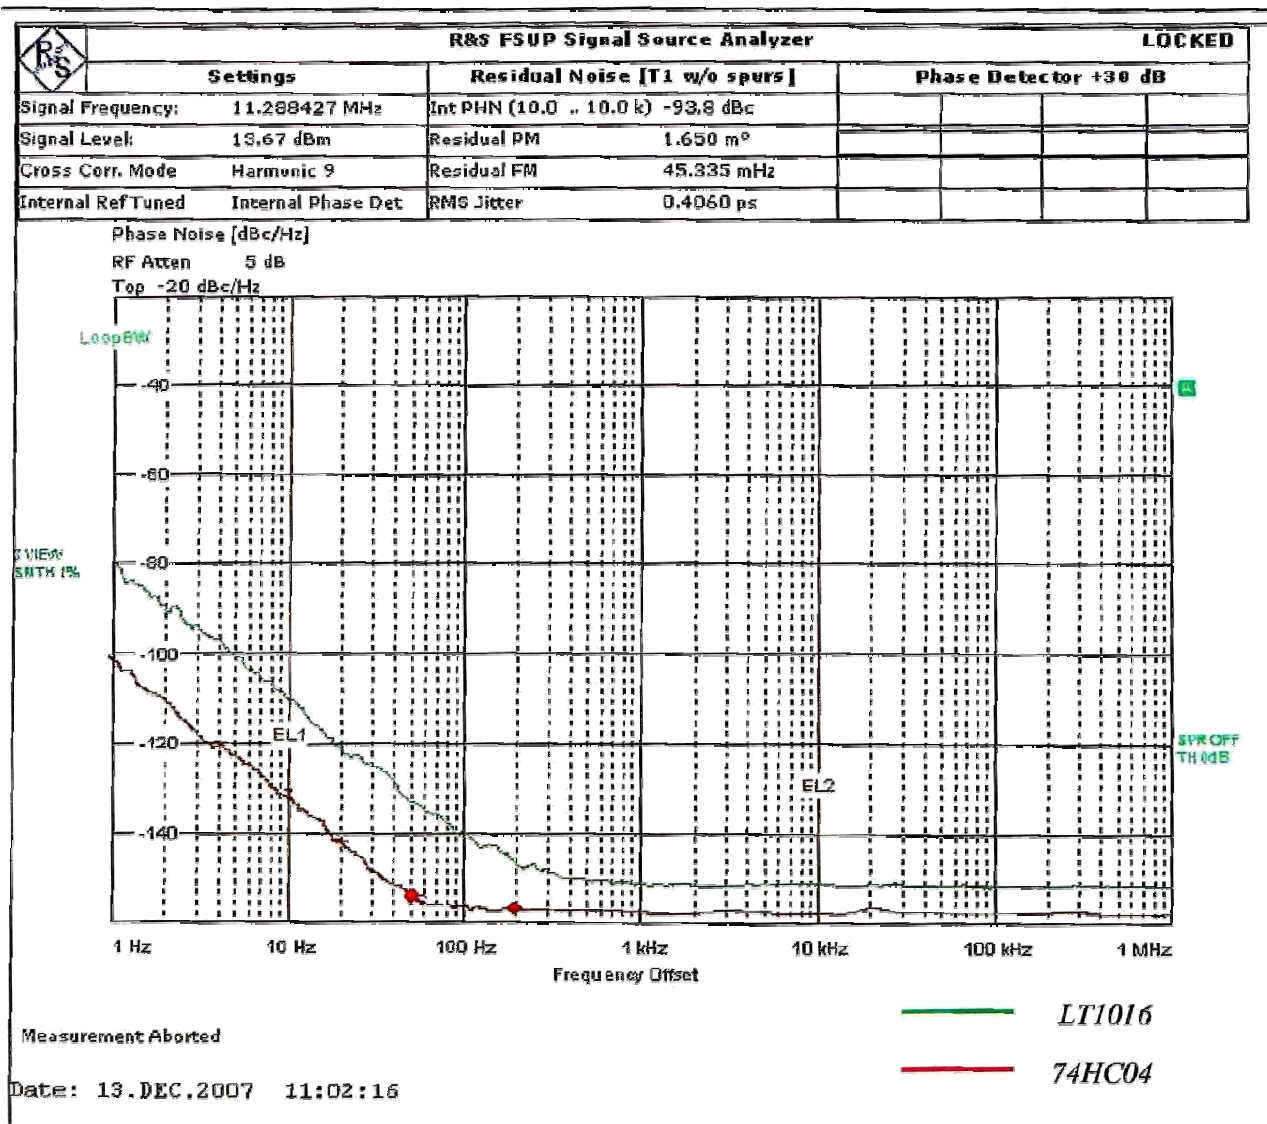 R&S FSUP Signal Source Analyzer LOCKED
R&S
Settings Residual Noise [T1 w/o spurs] Phase Detector +30 dB
Signal Frequency: 11.288427 MHz Int PHN (10.0 .. 10.0 k) -93.8 dBc
Signal Level: 13.67 dBm Residual PM 1.650 m°
Cross Corr. Mode Harmonic 9 Residual FM 45.335 mHz
Internal Ref Tuned Internal Phase Det RMS Jitter 0.4060 ps
Phase Noise [dBc/Hz]
RF Atten 5 dB
Top -20 dBc/Hz
LoopBW
-40
-60
VIEW
-80
SMTH 1%
-100
EL1
-120
SPR OFF
TH 0dB
EL2
-140
1 Hz 10 Hz 100 Hz 1 kHz 10 kHz 100 kHz 1 MHz
Frequency Offset
LT1016
Measurement Aborted
74HC04
Date: 13.DEC.2007 11:02:16